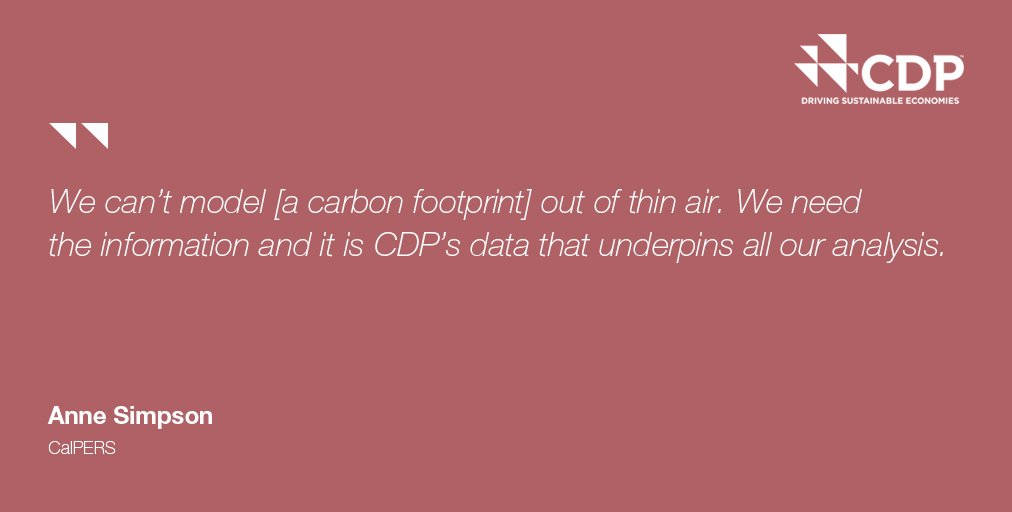 CDP
DRIVING SUSTAINABLE ECONOMIES
We can’t model [a carbon footprint] out of thin air. We need
the information and it is CDP’s data that underpins all our analysis.
Anne Simpson
CalPERS